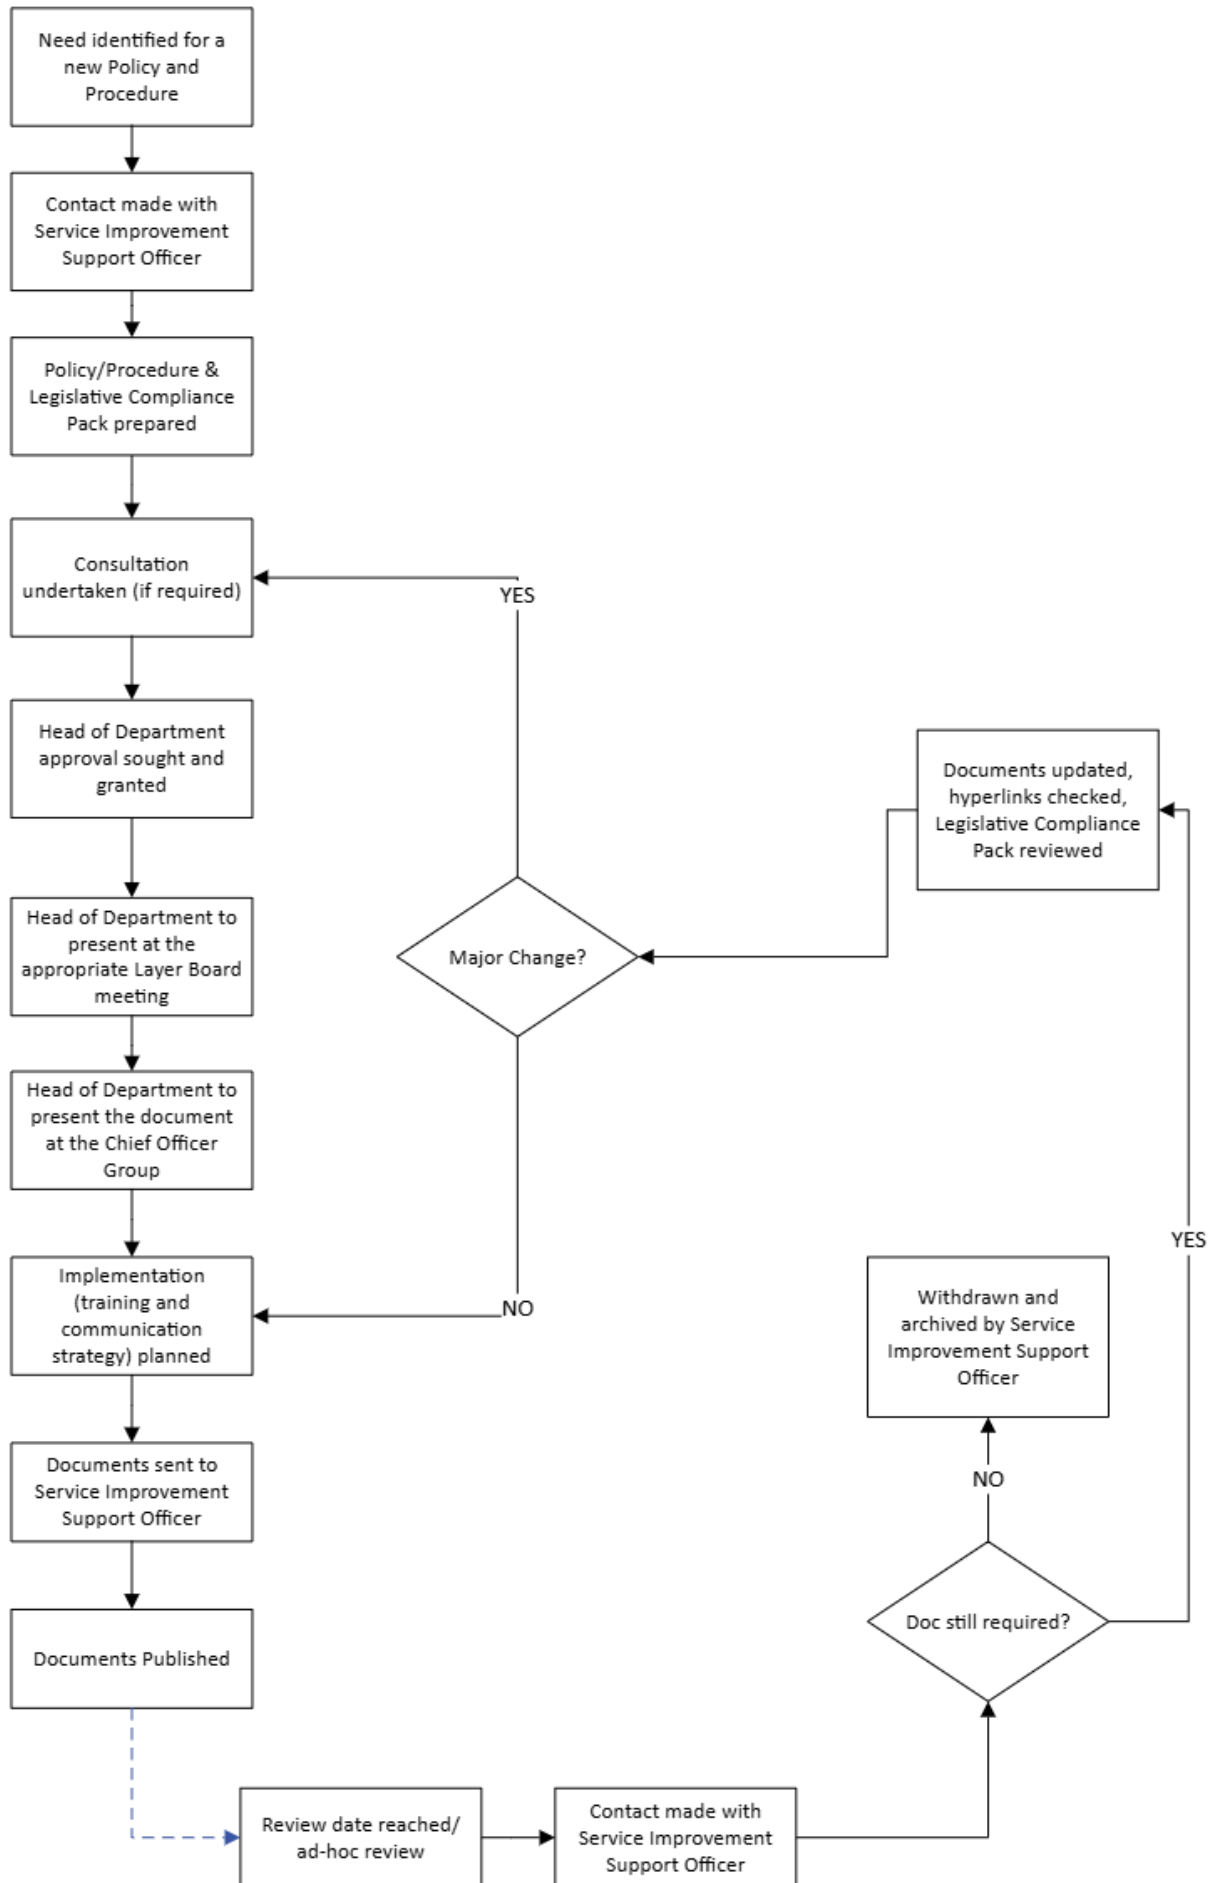 Need identified for a
new Policy and
Procedure
Contact made with
Service Improvement
Support Officer
Policy/Procedure &
Legislative Compliance
Pack prepared
Consultation
undertaken (if required)
YES
Head of Department
approval sought and
granted
Documents updated,
hyperlinks checked,
Legislative Compliance
Pack reviewed
Head of Department to
present at the
appropriate Layer Board
meeting
Major Change?
Head of Department to
present the document
at the Chief Officer
Group
YES
Implementation
(training and
communication
strategy) planned
NO
Withdrawn and
archived by Service
Improvement Support
Officer
Documents sent to
Service Improvement
Support Officer
NO
Doc still required?
Documents Published
Review date reached/
ad-hoc review
Contact made with
Service Improvement
Support Officer